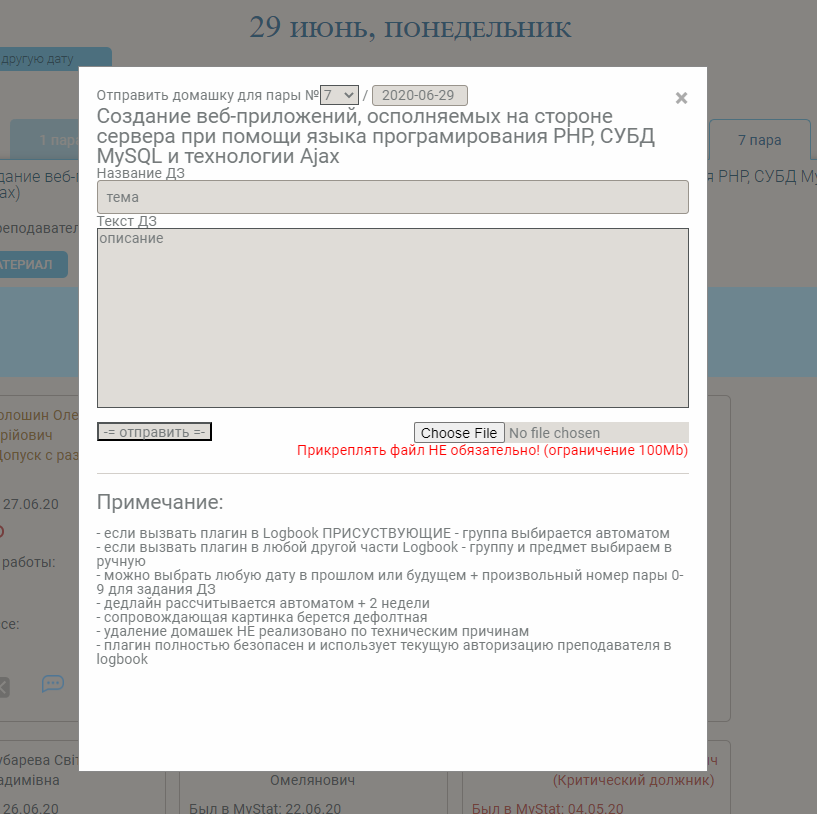 29 июнь, понедельник
другую дату
Отправить домашку для пары № 7 / 2020-06-29
×
Создание веб-приложений, осполняемых на стороне
сервера при помощи языка програмирования PHP, СУБД
MySQL и технологии Ajax
1 пара
7 пара
дание веб-
я PHP, СУБД My
ax)
Название ДЗ
тема
Текст ДЗ
описание
реподавател
АТЕРИАЛ
олошин Оле
рійович
Допуск с раз
-= отправить =-
Choose File No file chosen
Прикреплять файл НЕ обязательно! (ограничение 100Mb)
Примечание:
27.06.20
- если вызвать плагин в Logbook ПРИСУСТВУЮЩИЕ - группа выбирается автоматом
- если вызвать плагин в любой другой части Logbook - группу и предмет выбираем в
ручную
- можно выбрать любую дату в прошлом или будущем + произвольный номер пары 0-
9 для задания ДЗ
- дедлайн рассчитывается автоматом + 2 недели
- сопровождающая картинка берется дефолтная
- удаление домашек НЕ реализовано по техническим причинам
- плагин полностью безопасен и использует текущую авторизацию преподавателя в
logbook
работы:
се:
убарева Світ
адимівна
26.06.20
Омелянович
Был в MyStat: 22.06.20
ич
(Критический должник)
Был в MyStat: 04.05.20